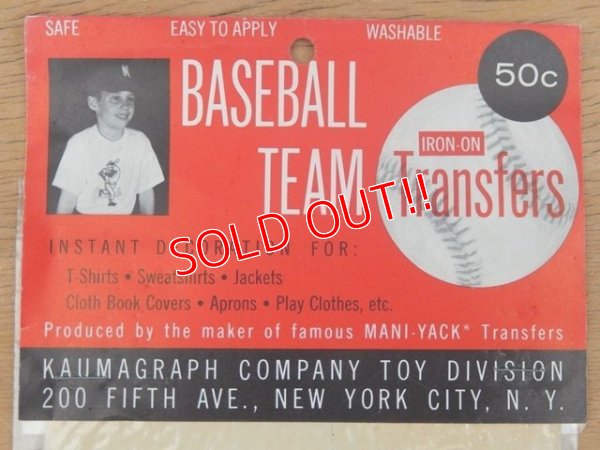 SAFE EASY TO APPLY WASHABLE
50c
BASEBALL
TEAM
IRON-ON
Transfers
SOLD OUT!!
INSTANT DECORATION FOR:
T-Shirts • Sweatshirts • Jackets
Cloth Book Covers • Aprons • Play Clothes, etc.
Produced by the maker of famous MANI-YACK* Transfers
KAUMAGRAPH COMPANY TOY DIVISION
200 FIFTH AVE., NEW YORK CITY, N. Y.